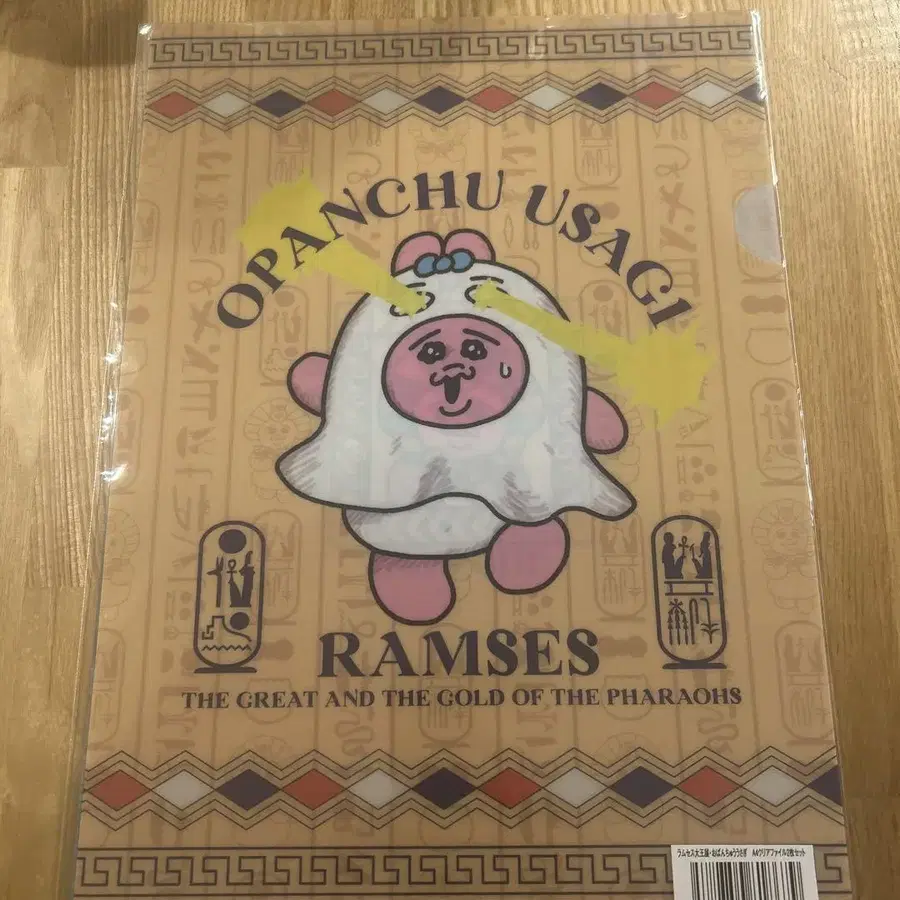 OPANCHU USAGI
RAMSES
THE GREAT AND THE GOLD OF THE PHARAOHS
ラムセス大王展・おぱんちゅうさぎ A4クリアファイル2枚セット